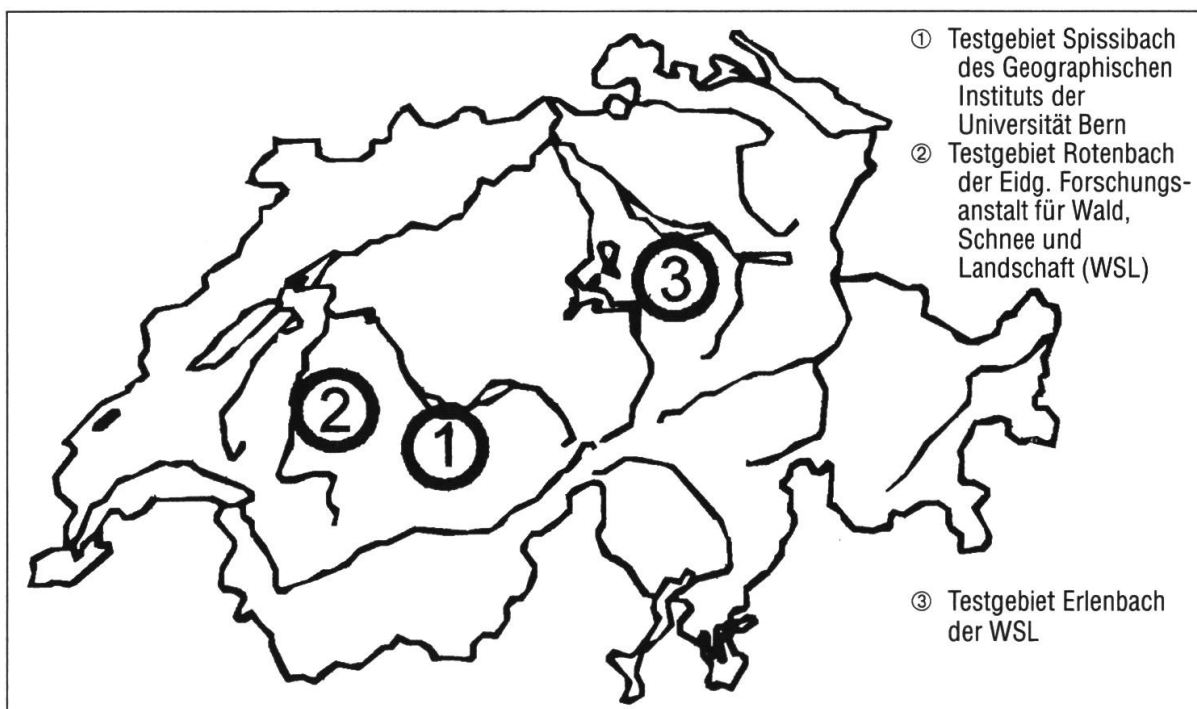 ① Testgebiet Spissibach
des Geographischen
Instituts der
Universität Bern
② Testgebiet Rotenbach
der Eidg. Forschungs-
anstalt für Wald,
Schnee und
Landschaft (WSL)
③
②
①
③ Testgebiet Erlenbach
der WSL